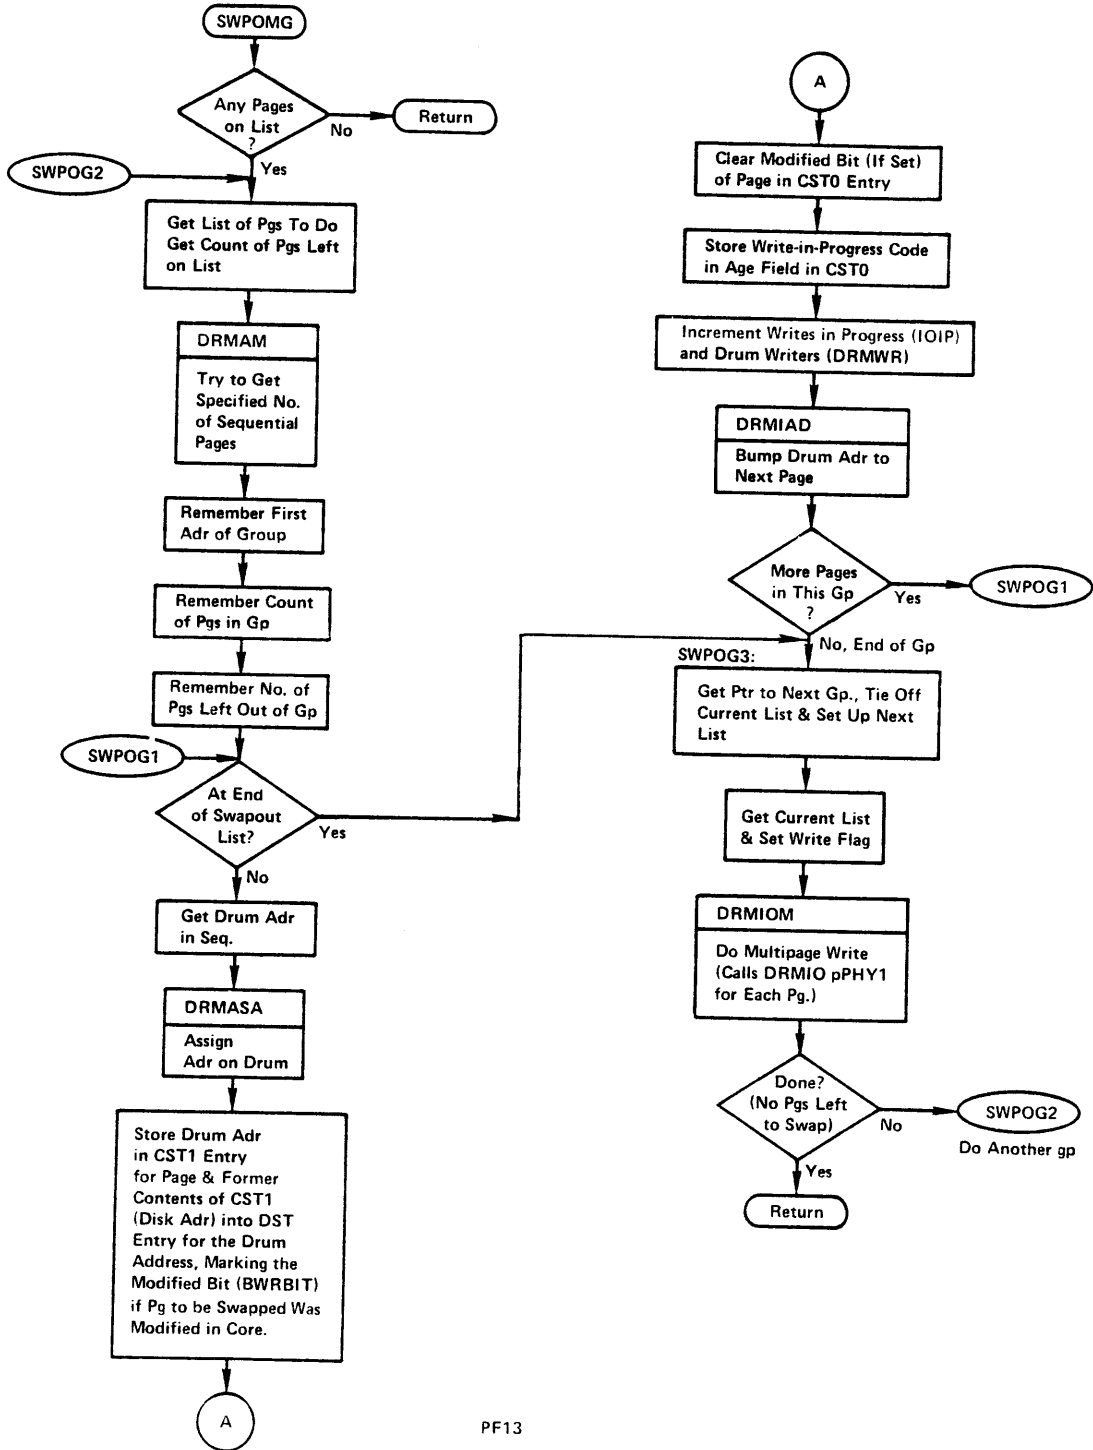 SWPOMG
Any Pages
on List
?
No
Return
Yes
SWPOG2
Get List of Pgs To Do
Get Count of Pgs Left
on List
DRMAM
Try to Get
Specified No.
of Sequential
Pages
Remember First
Adr of Group
Remember Count
of Pgs in Gp
Remember No. of
Pgs Left Out of Gp
SWPOG1
At End
of Swapout
List?
Yes
No
Get Drum Adr
in Seq.
DRMASA
Assign
Adr on Drum
Store Drum Adr
in CST1 Entry
for Page & Former
Contents of CST1
(Disk Adr) into DST
Entry for the Drum
Address, Marking the
Modified Bit (BWRBIT)
if Pg to be Swapped Was
Modified in Core.
A
A
Clear Modified Bit (If Set)
of Page in CST0 Entry
Store Write-in-Progress Code
in Age Field in CST0
Increment Writes in Progress (IOIP)
and Drum Writers (DRMWR)
DRMIAD
Bump Drum Adr to
Next Page
More Pages
in This Gp
?
Yes
SWPOG1
No, End of Gp
SWPOG3:
Get Ptr to Next Gp., Tie Off
Current List & Set Up Next
List
Get Current List
& Set Write Flag
DRMIOM
Do Multipage Write
(Calls DRMIO pPHY1
for Each Pg.)
Done?
(No Pgs Left
to Swap)
No
SWPOG2
Do Another gp
Yes
Return
PF13